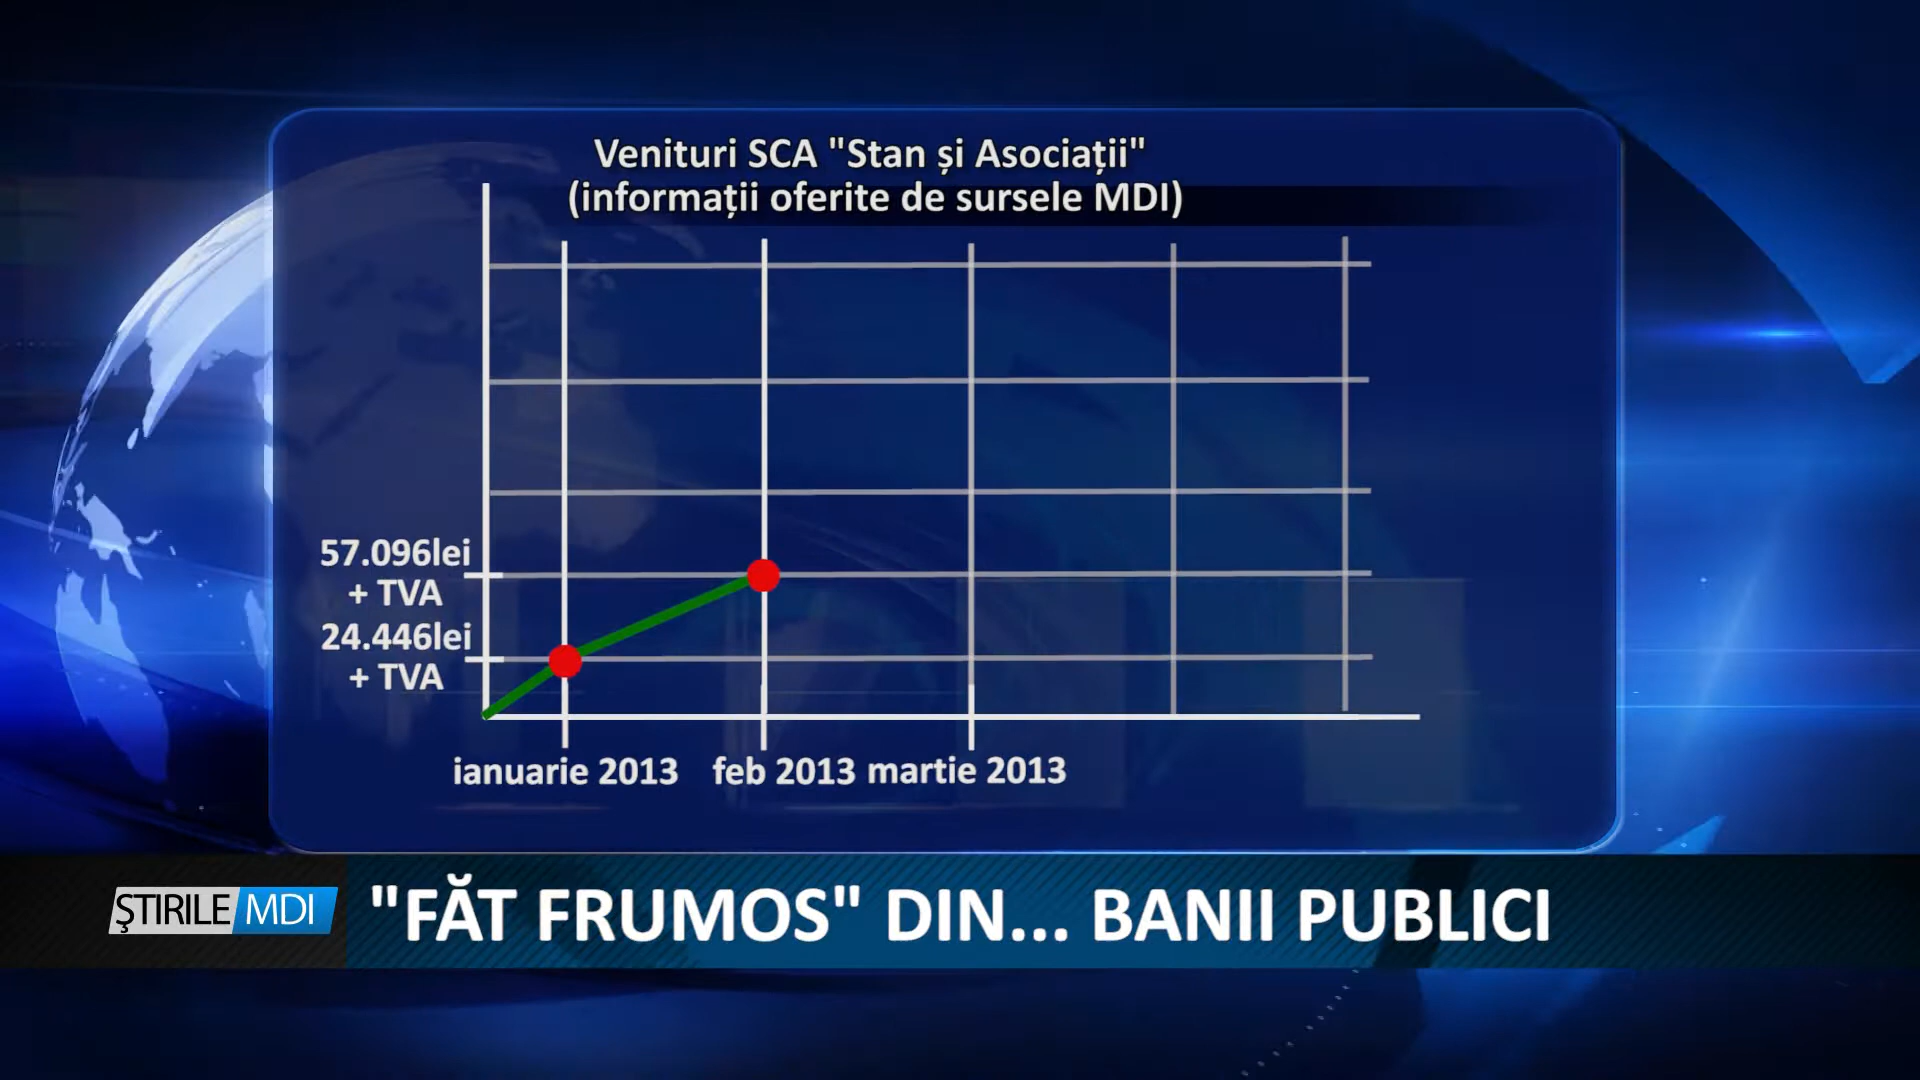 Venituri SCA "Stan și Asociații"
(informații oferite de sursele MDI)
57.096lei
+ TVA
24.446lei
+ TVA
ianuarie 2013
feb 2013
martie 2013
ŞTIRILE MDI
"FĂT FRUMOS" DIN... BANII PUBLICI